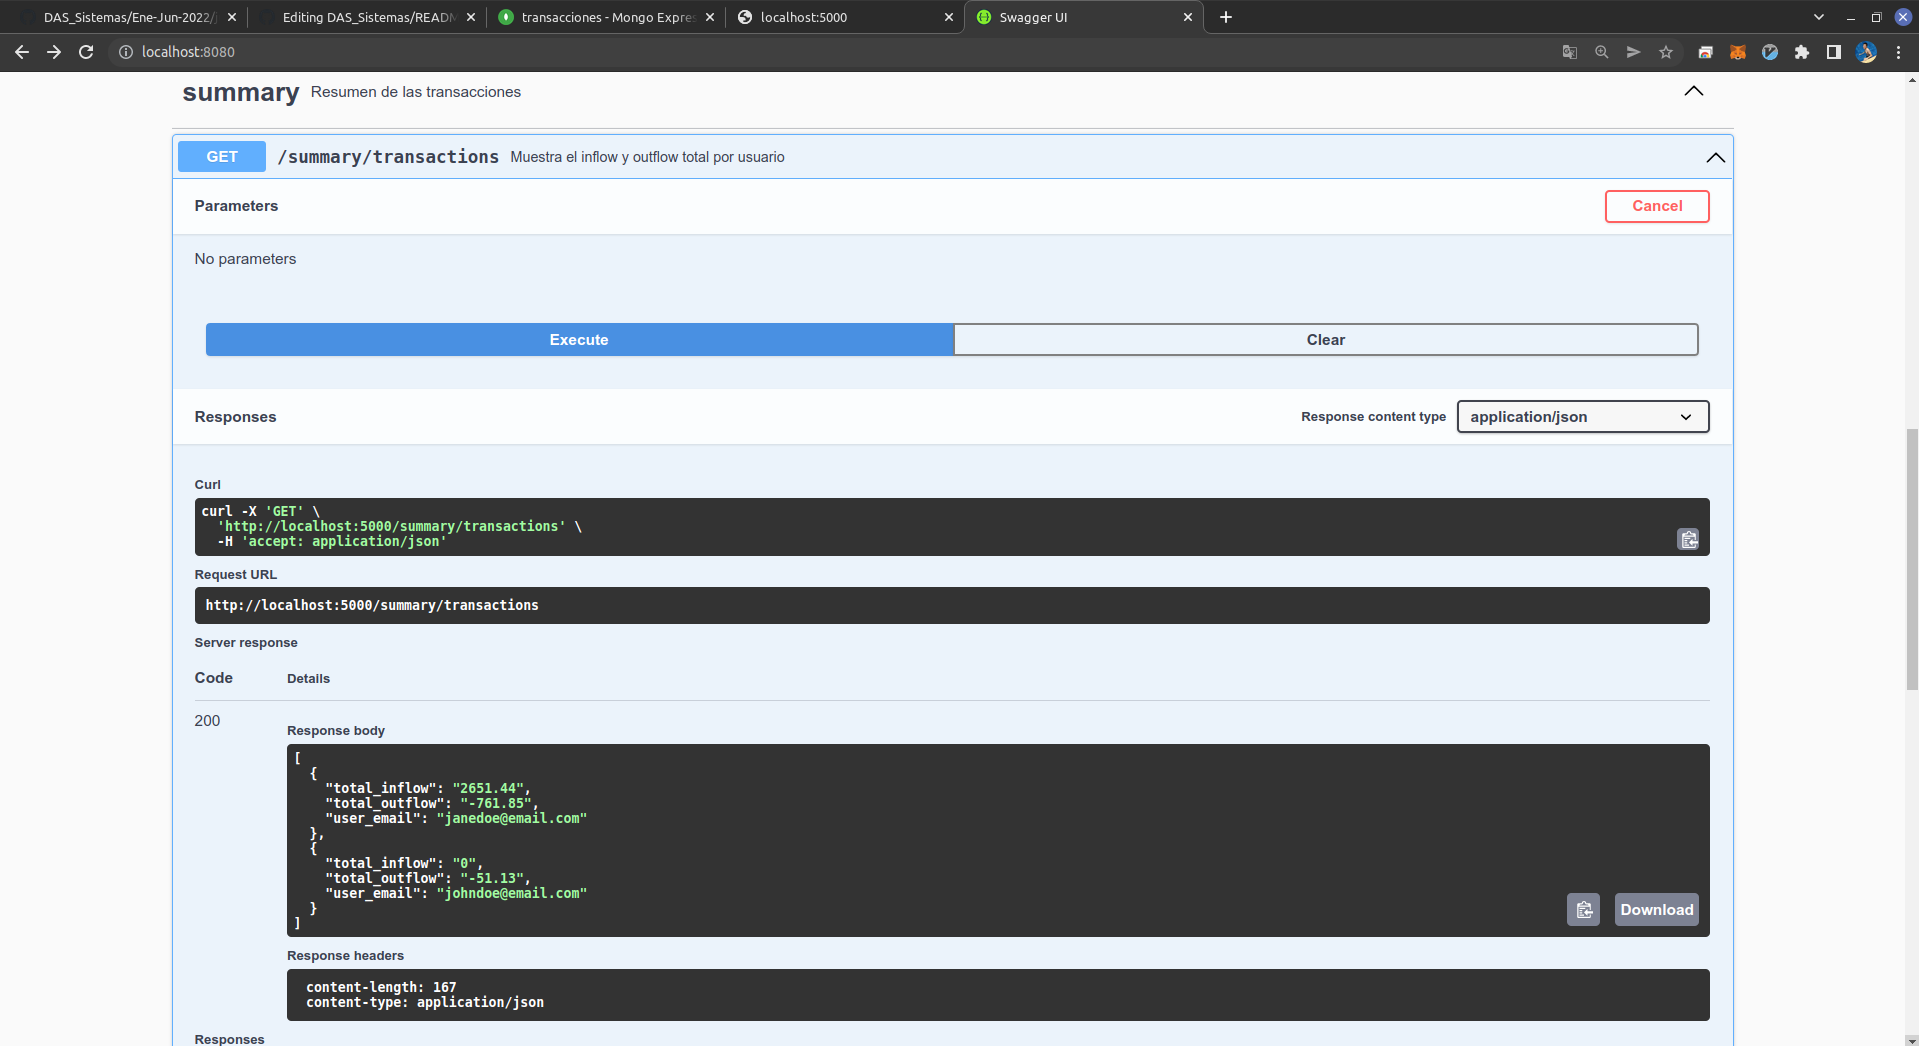 DAS_Sistemas/Ene-Jun-2022/
Editing DAS_Sistemas/READM
transacciones - Mongo Expres
localhost:5000
Swagger UI
localhost:8080
summary Resumen de las transacciones
GET /summary/transactions Muestra el inflow y outflow total por usuario
Parameters
Cancel
No parameters
Execute
Clear
Responses
Response content type
application/json
Curl
curl -X 'GET' \
'http://localhost:5000/summary/transactions' \
-H 'accept: application/json'
Request URL
http://localhost:5000/summary/transactions
Server response
Code Details
200
Response body
[
{
"total_inflow": "2651.44",
"total_outflow": "-761.85",
"user_email": "janedoe@email.com"
},
{
"total_inflow": "0",
"total_outflow": "-51.13",
"user_email": "johndoe@email.com"
}
]
Download
Response headers
content-length: 167
content-type: application/json
Responses